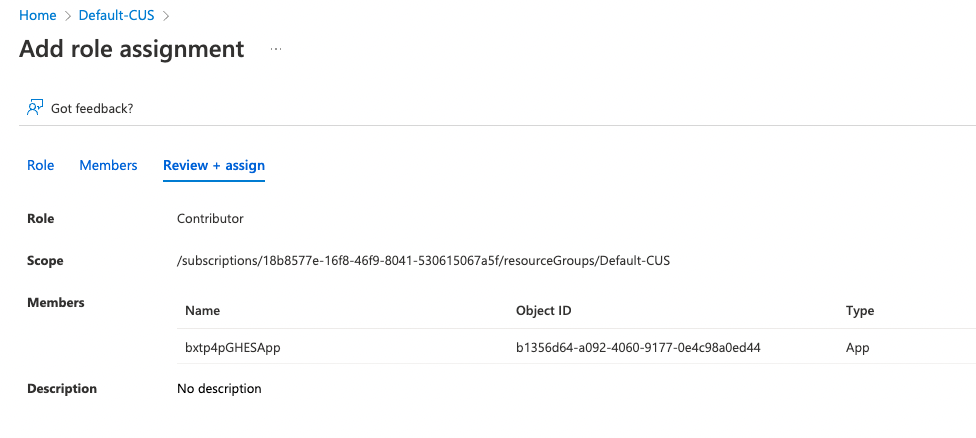 Home > Default-CUS >
Add role assignment ...
Got feedback?
Role Members Review + assign
Role Contributor
Scope /subscriptions/18b8577e-16f8-46f9-8041-530615067a5f/resourceGroups/Default-CUS
Members
Name Object ID Type
bxtp4pGHESApp b1356d64-a092-4060-9177-0e4c98a0ed44 App
Description No description